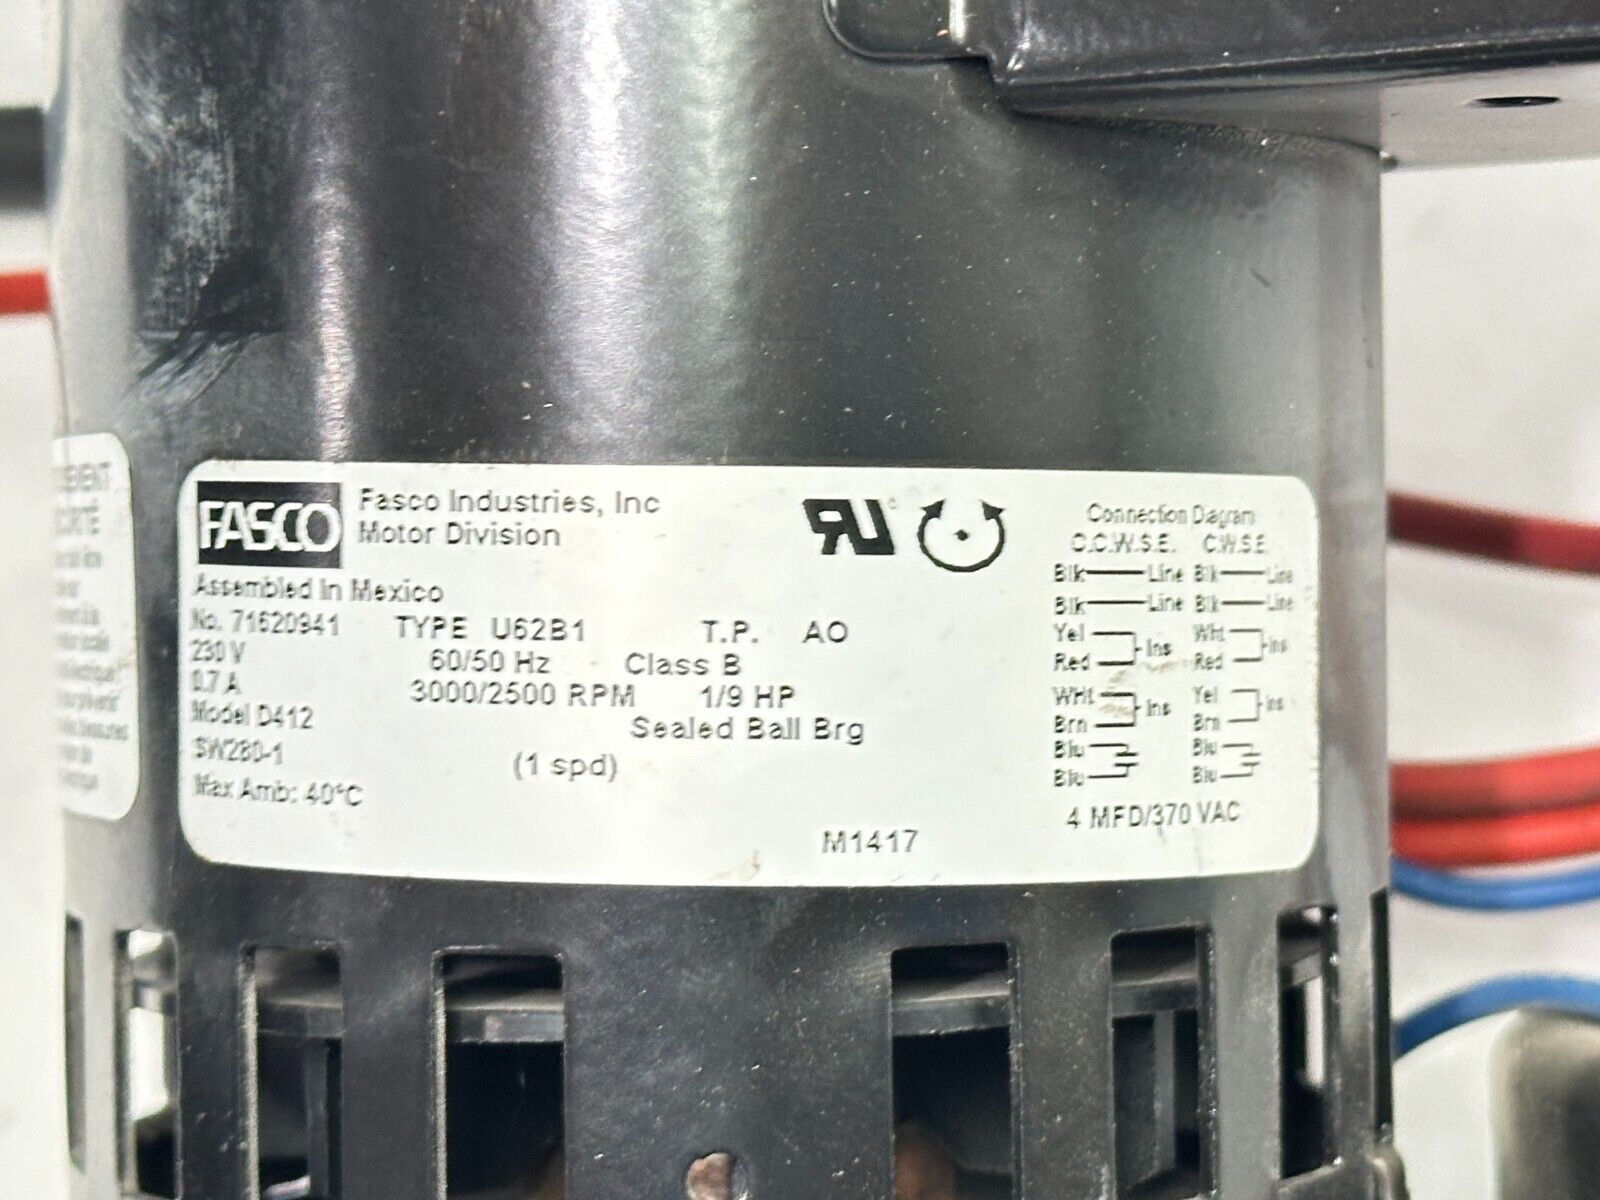 FASCO
Fasco Industries, Inc
Motor Division
Assembled In Mexico
No. 71620941 TYPE U62B1 T.P. AO
230 V 60/50 Hz Class B
0.7 A 3000/2500 RPM 1/9 HP
Model D412 Sealed Ball Brg
SW280-1 (1 spd)
Max Amb: 40°C
M1417
Connection Diagram
C.C.W.S.E. C.W.S.E.
Blk Line Blk Line
Blk Line Blk Line
Yel Wht
Ins Ins
Red Red
WHt Yel
Ins Ins
Brn Brn
Blu Blu
Blu Blu
4 MFD/370 VAC